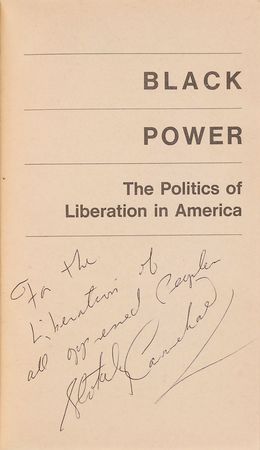 BLACK
POWER
The Politics of
Liberation in America
For the
Liberation of
all oppressed peoples
Stokely Carmichael